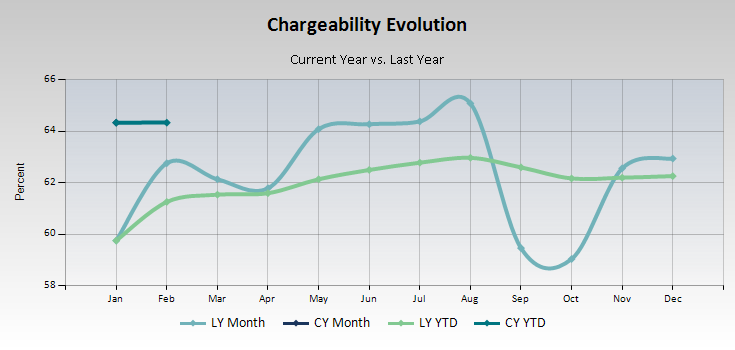 Chargeability Evolution
Current Year vs. Last Year
66
64
62
60
58
Percent
Jan Feb Mar Apr May Jun Jul Aug Sep Oct Nov Dec
LY Month CY Month LY YTD CY YTD